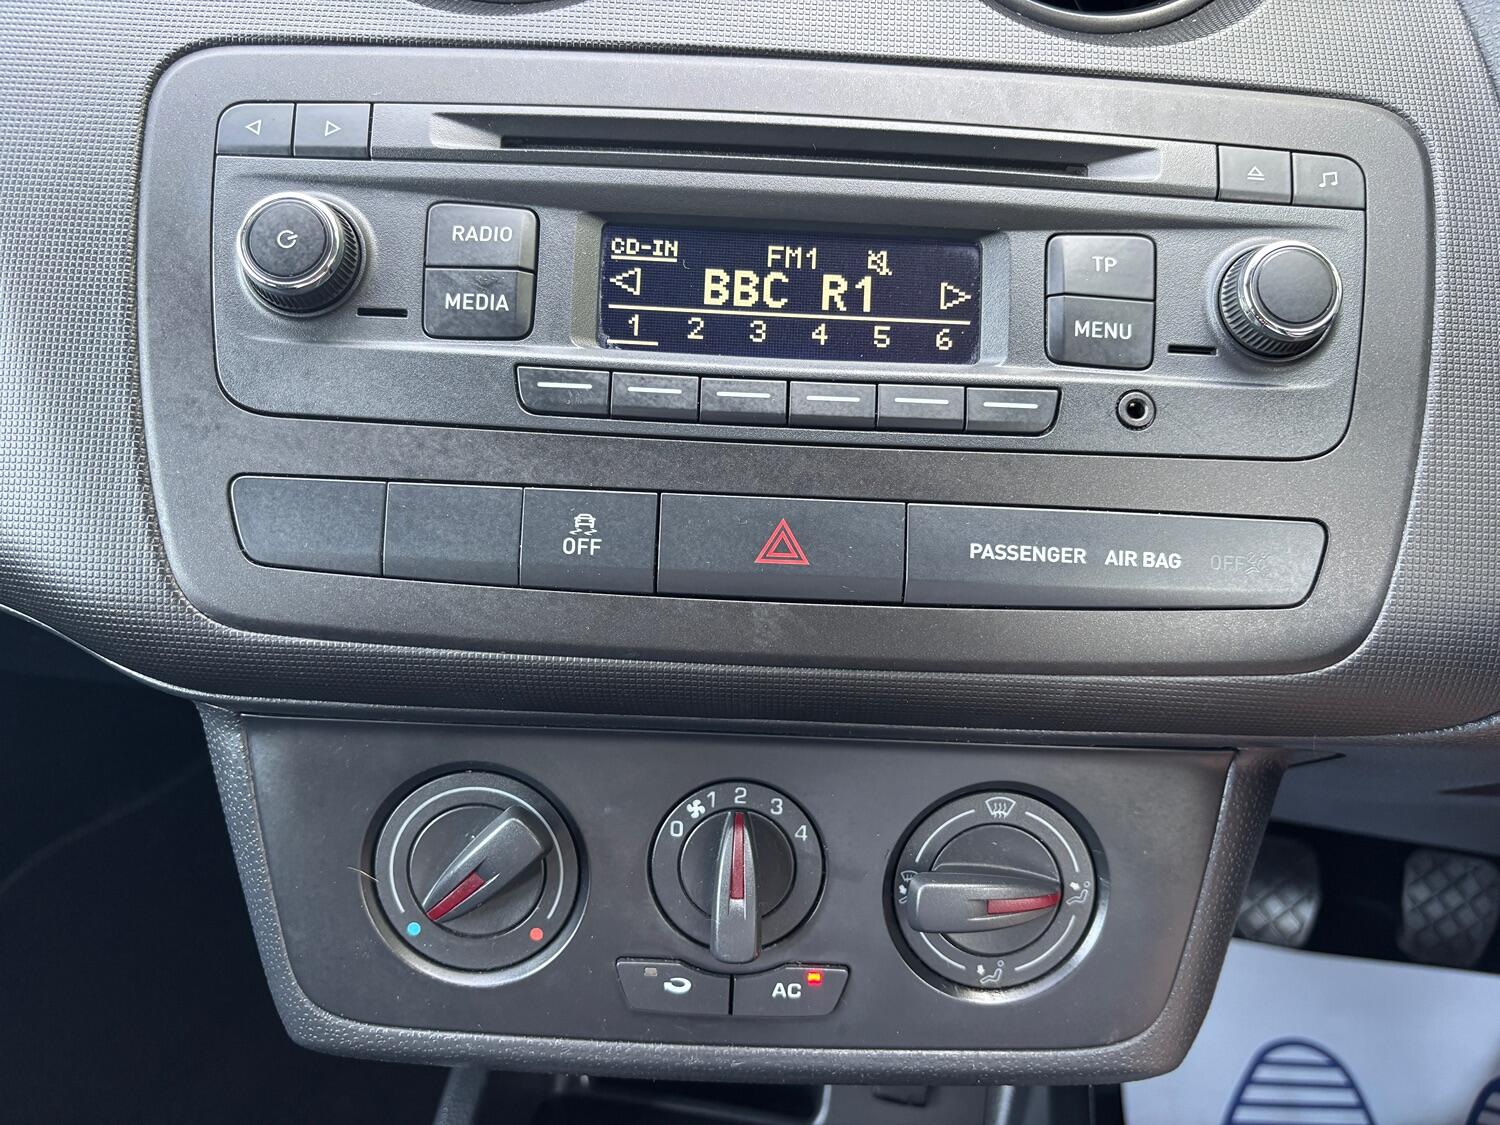 RADIO
MEDIA
CD-IN
FM1
BBC R1
1 2 3 4 5 6
TP
MENU
OFF
PASSENGER AIR BAG OFF
0 1 2 3 4
AC